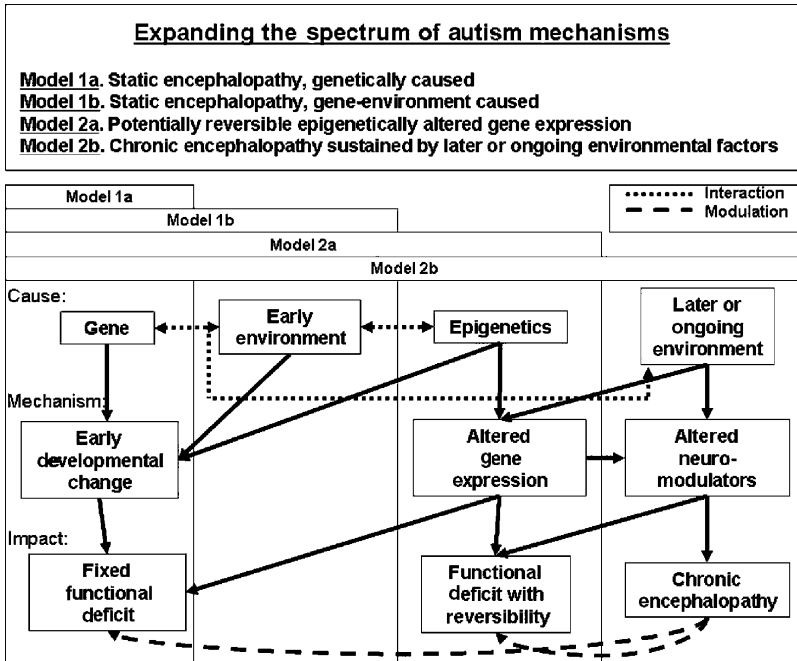 Expanding the spectrum of autism mechanisms
Model 1a. Static encephalopathy, genetically caused
Model 1b. Static encephalopathy, gene-environment caused
Model 2a. Potentially reversible epigenetically altered gene expression
Model 2b. Chronic encephalopathy sustained by later or ongoing environmental factors
Model 1a
Model 1b
Model 2a
Model 2b
Interaction
Modulation
Cause:
Gene
Early
environment
Epigenetics
Later or
ongoing
environment
Mechanism:
Early
developmental
change
Altered
gene
expression
Altered
neuro-
modulators
Impact:
Fixed
functional
deficit
Functional
deficit with
reversibility
Chronic
encephalopathy